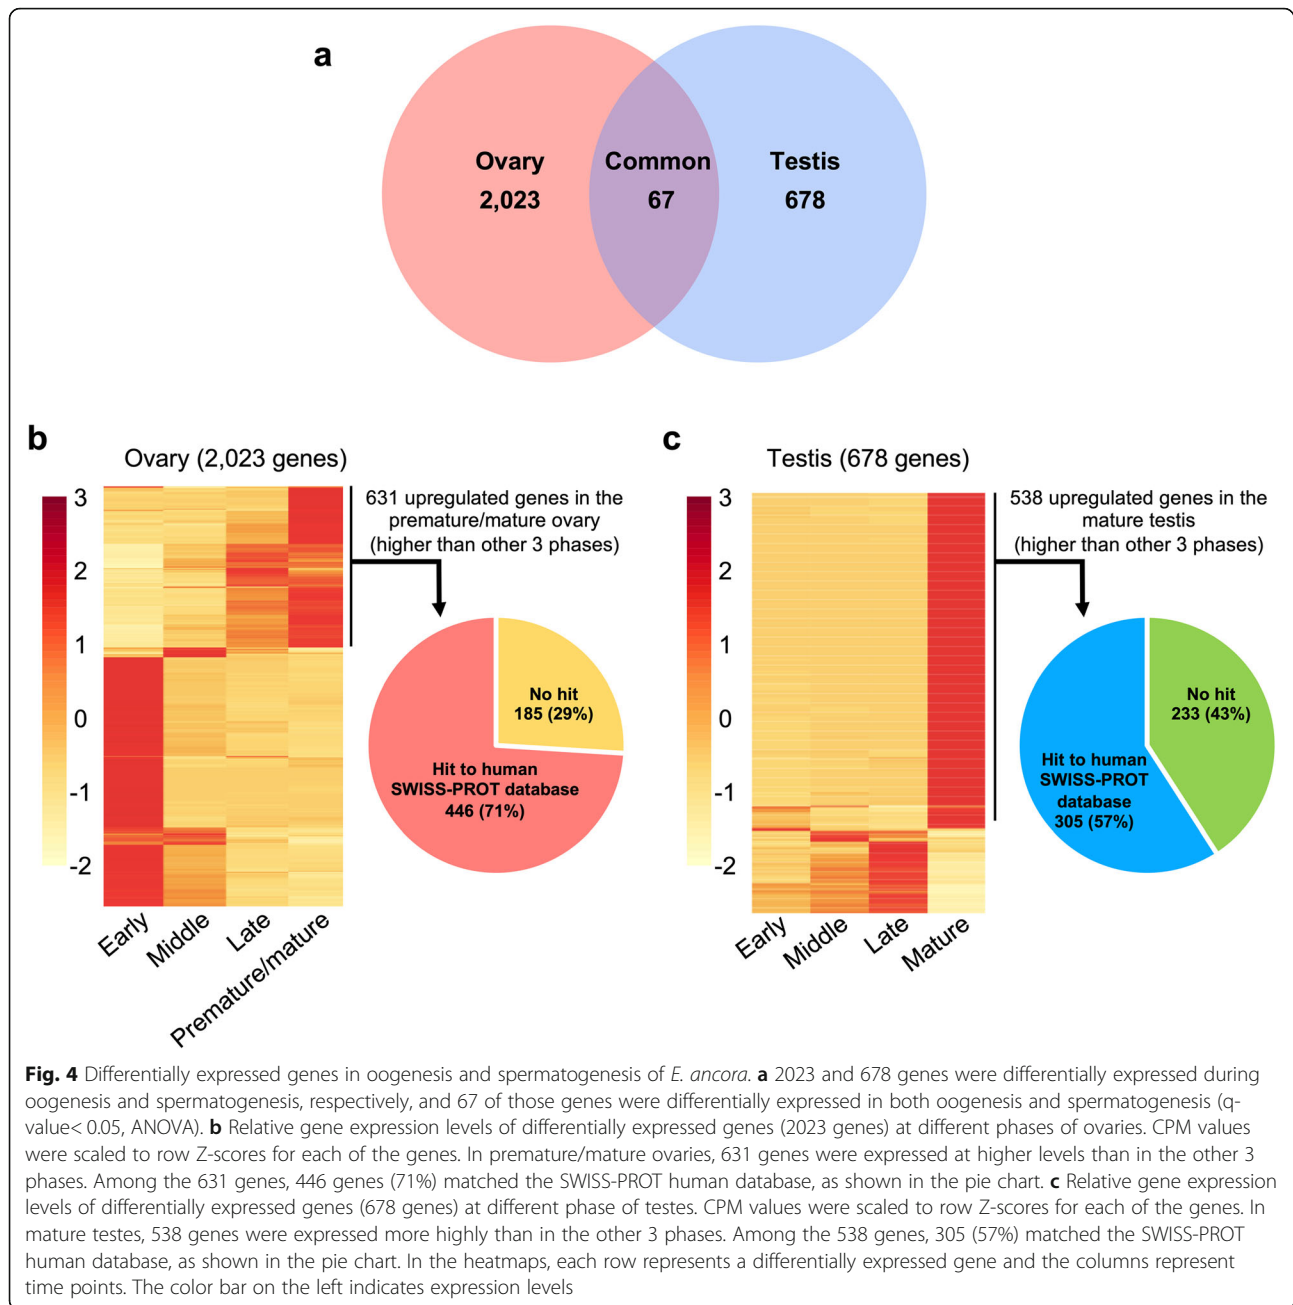 a
Ovary
2,023
Common
67
Testis
678
b
Ovary (2,023 genes)
3
2
1
0
-1
-2
Early
Middle
Late
Premature/mature
631 upregulated genes in the
premature/mature ovary
(higher than other 3 phases)
No hit
185 (29%)
Hit to human
SWISS-PROT database
446 (71%)
c
Testis (678 genes)
3
2
1
0
-1
-2
Early
Middle
Late
Mature
538 upregulated genes in the
mature testis
(higher than other 3 phases)
No hit
233 (43%)
Hit to human
SWISS-PROT
database
305 (57%)
Fig. 4 Differentially expressed genes in oogenesis and spermatogenesis of E. ancora. a 2023 and 678 genes were differentially expressed during
oogenesis and spermatogenesis, respectively, and 67 of those genes were differentially expressed in both oogenesis and spermatogenesis (q-
value< 0.05, ANOVA). b Relative gene expression levels of differentially expressed genes (2023 genes) at different phases of ovaries. CPM values
were scaled to row Z-scores for each of the genes. In premature/mature ovaries, 631 genes were expressed at higher levels than in the other 3
phases. Among the 631 genes, 446 genes (71%) matched the SWISS-PROT human database, as shown in the pie chart. c Relative gene expression
levels of differentially expressed genes (678 genes) at different phase of testes. CPM values were scaled to row Z-scores for each of the genes. In
mature testes, 538 genes were expressed more highly than in the other 3 phases. Among the 538 genes, 305 (57%) matched the SWISS-PROT
human database, as shown in the pie chart. In the heatmaps, each row represents a differentially expressed gene and the columns represent
time points. The color bar on the left indicates expression levels